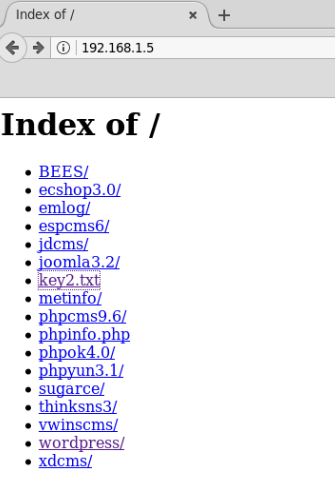 Index of /
192.168.1.5
Index of /
BEES/
ecshop3.0/
emlog/
espcms6/
jdcms/
joomla3.2/
key2.txt
metinfo/
phpcms9.6/
phpinfo.php
phpok4.0/
phpyun3.1/
sugarce/
thinksns3/
vwinscms/
wordpress/
xdcms/